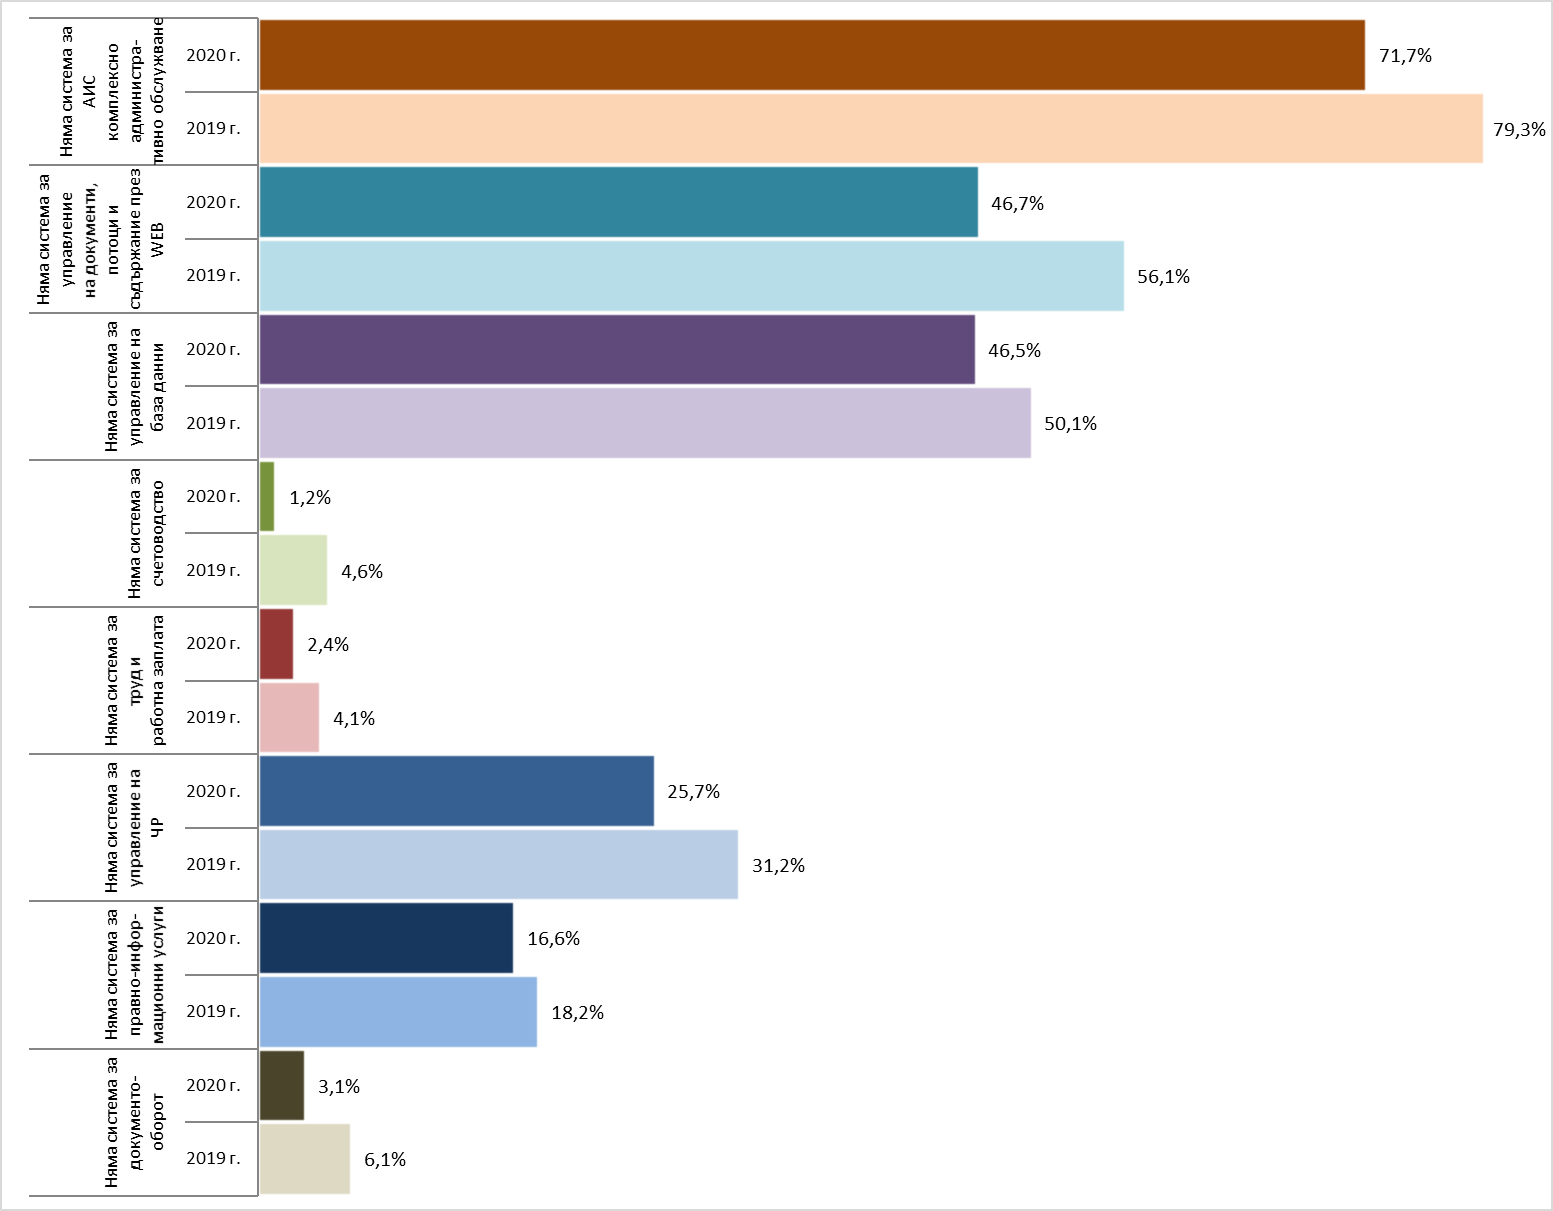 Няма система за
АИС
комплексно
администра-
тивно обслужване
2020 г.
71,7%
2019 г.
79,3%
Няма система за
управление
на документи,
потоци и
съдържание през
WEB
2020 г.
46,7%
2019 г.
56,1%
Няма система за
управление на
база данни
2020 г.
46,5%
2019 г.
50,1%
Няма система за
счетоводство
2020 г.
1,2%
2019 г.
4,6%
Няма система за
труд и
работна заплата
2020 г.
2,4%
2019 г.
4,1%
Няма система за
управление на
ЧР
2020 г.
25,7%
2019 г.
31,2%
Няма система за
правно-инфор-
мационни услуги
2020 г.
16,6%
2019 г.
18,2%
Няма система за
документо-
оборот
2020 г.
3,1%
2019 г.
6,1%